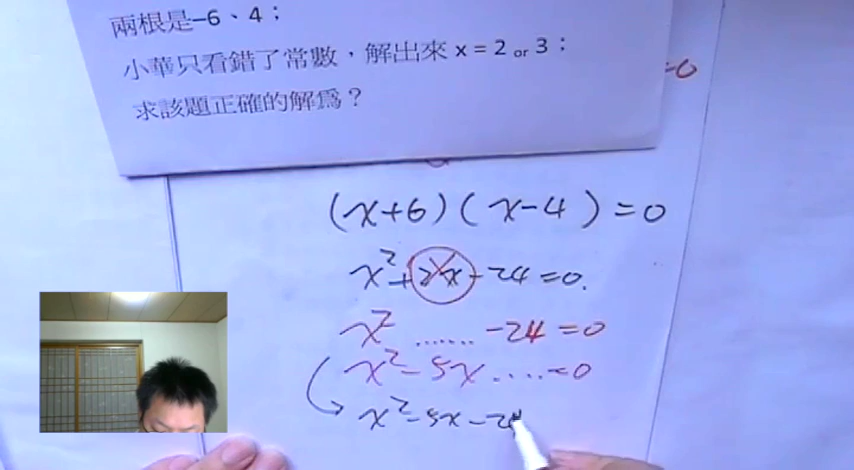 兩根是–6、4；
小華只看錯了常數，解出來 x = 2 or 3；
求該題正確的解為？
=0
(x+6)(x-4)=0
x²+2x-24=0.
x² ....... -24=0
x²-5x....=0
x²-5x-24